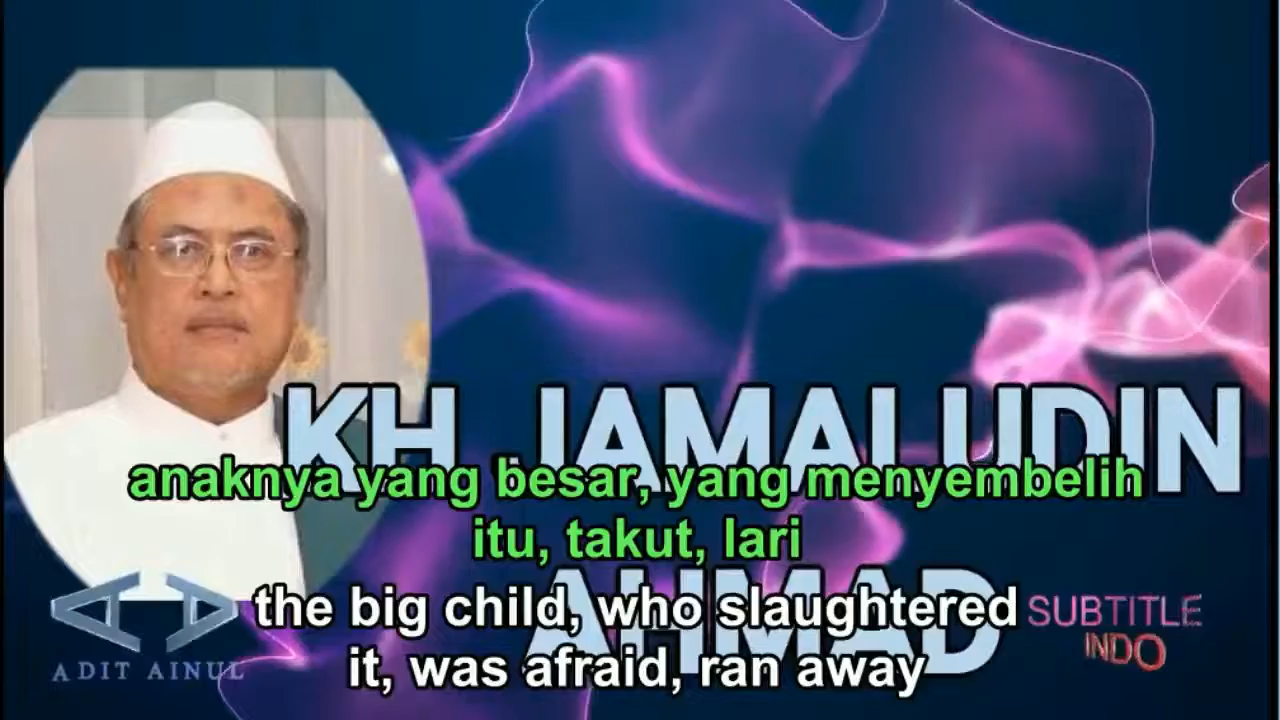 KH JAMALUDIN
AHMAD
anaknya yang besar, yang menyembelih
itu, takut, lari
the big child, who slaughtered
it, was afraid, ran away
SUBTITLE
INDO
AA
ADIT AINUL